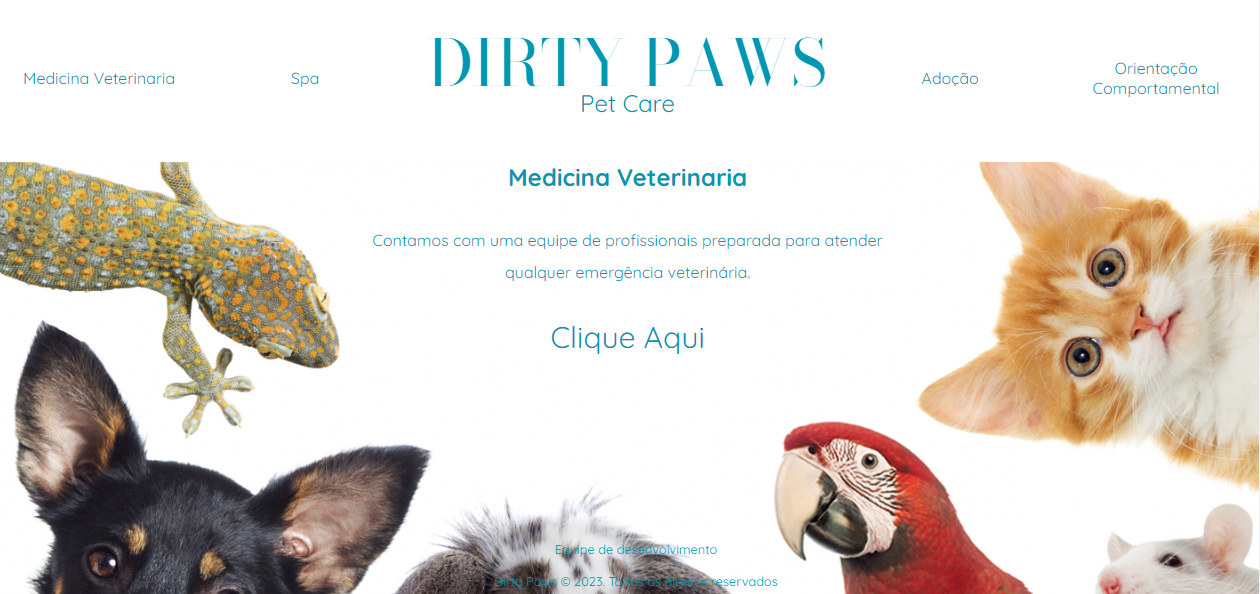 DIRTY PAWS
Pet Care
Medicina Veterinaria
Spa
Adoção
Orientação
Comportamental
Medicina Veterinaria
Contamos com uma equipe de profissionais preparada para atender
qualquer emergência veterinária.
Clique Aqui
Equipe de desenvolvimento
Dirty Paws © 2023. Todos os direitos reservados